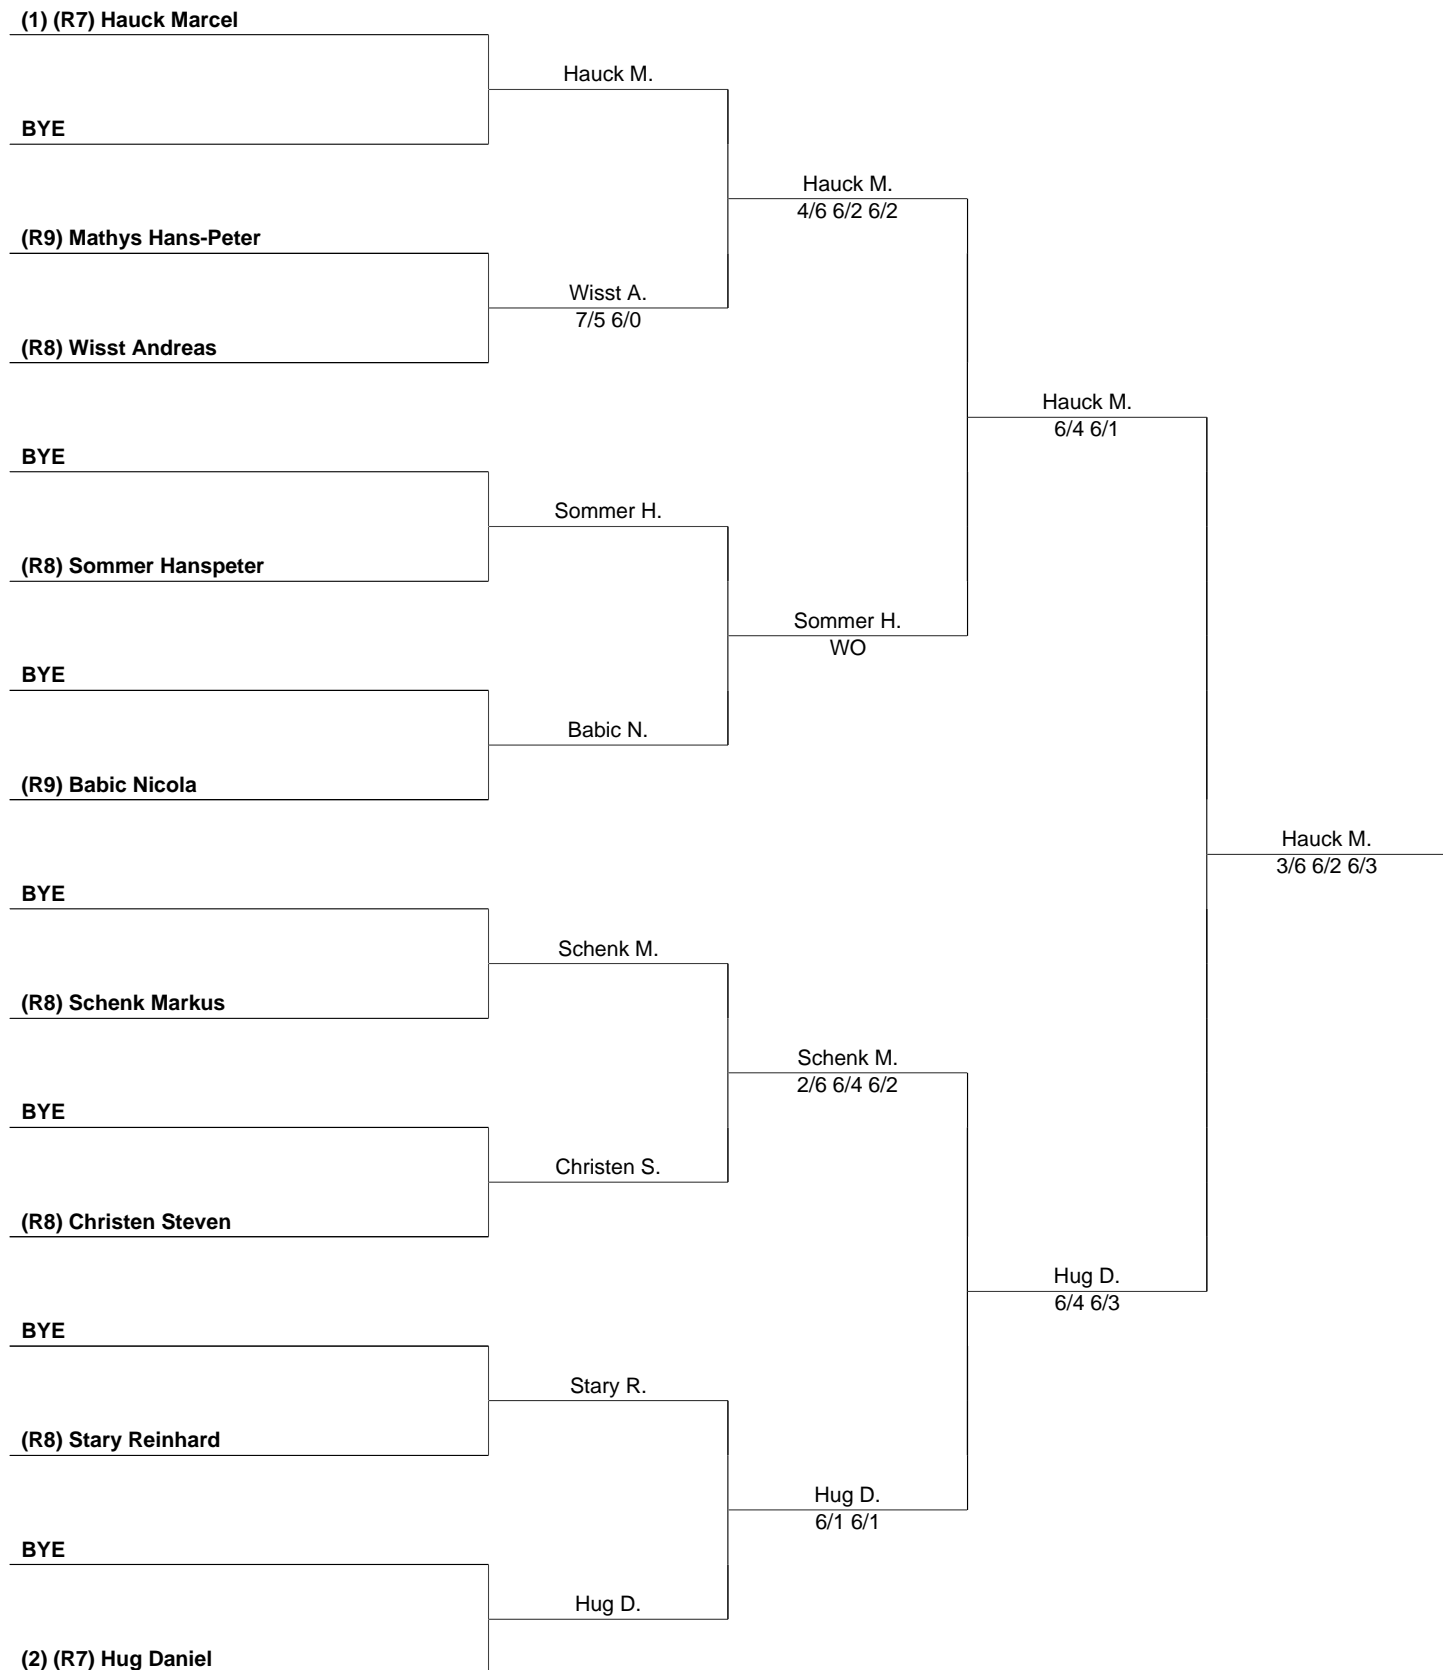 (1) (R7) Hauck Marcel
Hauck M.
BYE
Hauck M.
4/6 6/2 6/2
(R9) Mathys Hans-Peter
Wisst A.
7/5 6/0
(R8) Wisst Andreas
Hauck M.
6/4 6/1
BYE
Sommer H.
(R8) Sommer Hanspeter
Sommer H.
WO
BYE
Babic N.
(R9) Babic Nicola
Hauck M.
3/6 6/2 6/3
BYE
Schenk M.
(R8) Schenk Markus
Schenk M.
2/6 6/4 6/2
BYE
Christen S.
(R8) Christen Steven
Hug D.
6/4 6/3
BYE
Stary R.
(R8) Stary Reinhard
Hug D.
6/1 6/1
BYE
Hug D.
(2) (R7) Hug Daniel